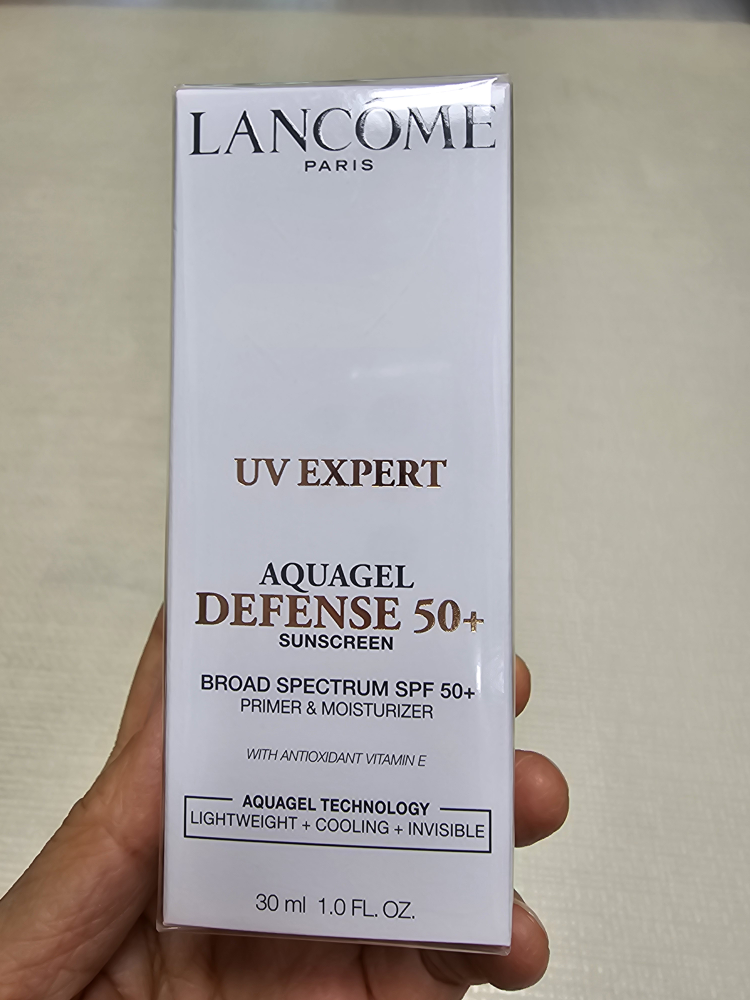 LANCÔME
PARIS
UV EXPERT
AQUAGEL
DEFENSE 50+
SUNSCREEN
BROAD SPECTRUM SPF 50+
PRIMER & MOISTURIZER
WITH ANTIOXIDANT VITAMIN E
AQUAGEL TECHNOLOGY
LIGHTWEIGHT + COOLING + INVISIBLE
30 ml 1.0 FL. OZ.